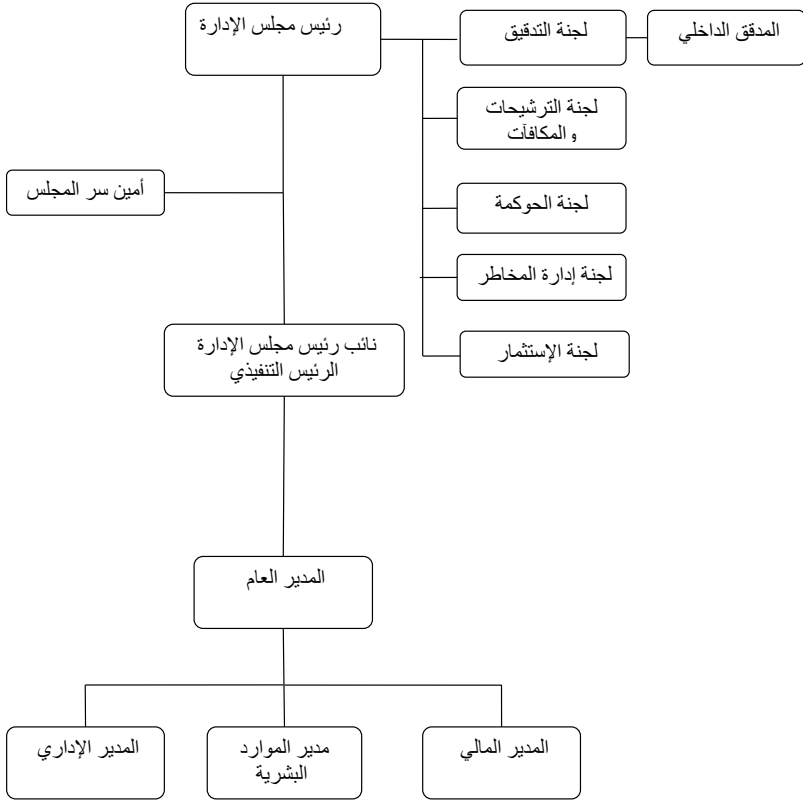 رئيس مجلس الإدارة
لجنة التدقيق
المدقق الداخلي
لجنة الترشيحات
و المكافآت
أمين سر المجلس
لجنة الحوكمة
لجنة إدارة المخاطر
نائب رئيس مجلس الإدارة
الرئيس التنفيذي
لجنة الإستثمار
المدير العام
المدير المالي
مدير الموارد
البشرية
المدير الإداري